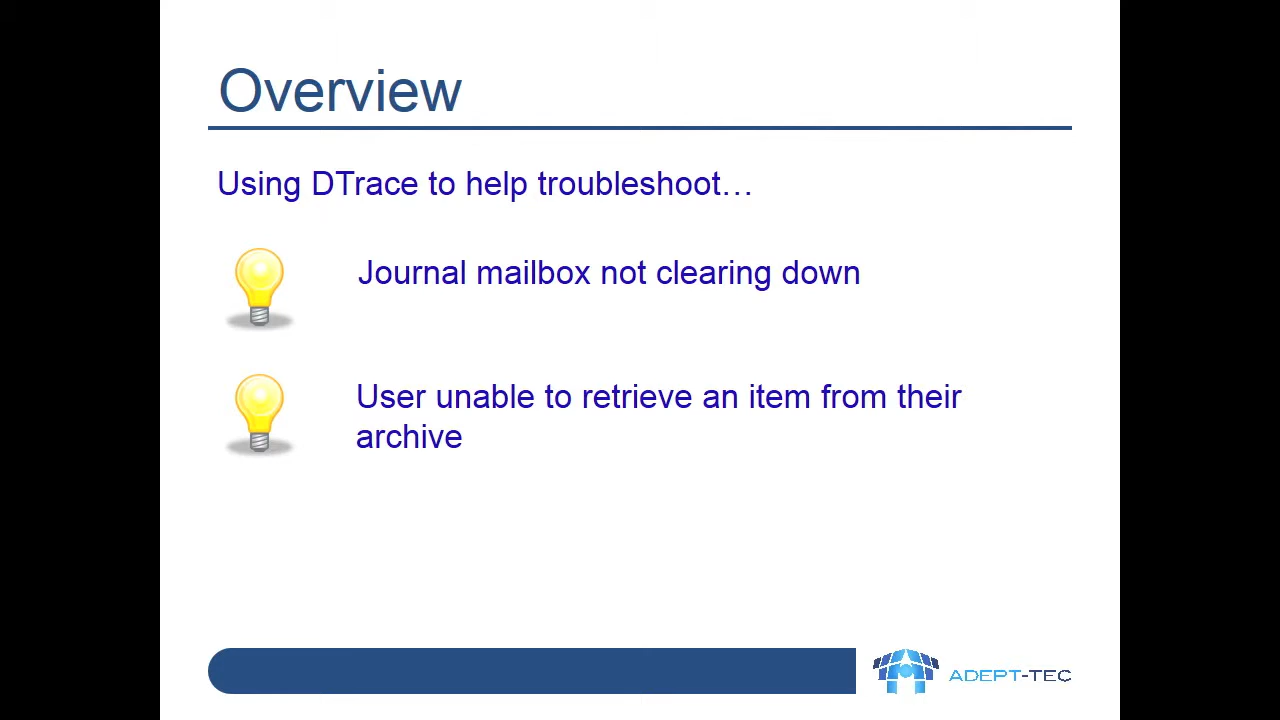 Overview
Using DTrace to help troubleshoot…
Journal mailbox not clearing down
User unable to retrieve an item from their
archive
ADEPT-TEC